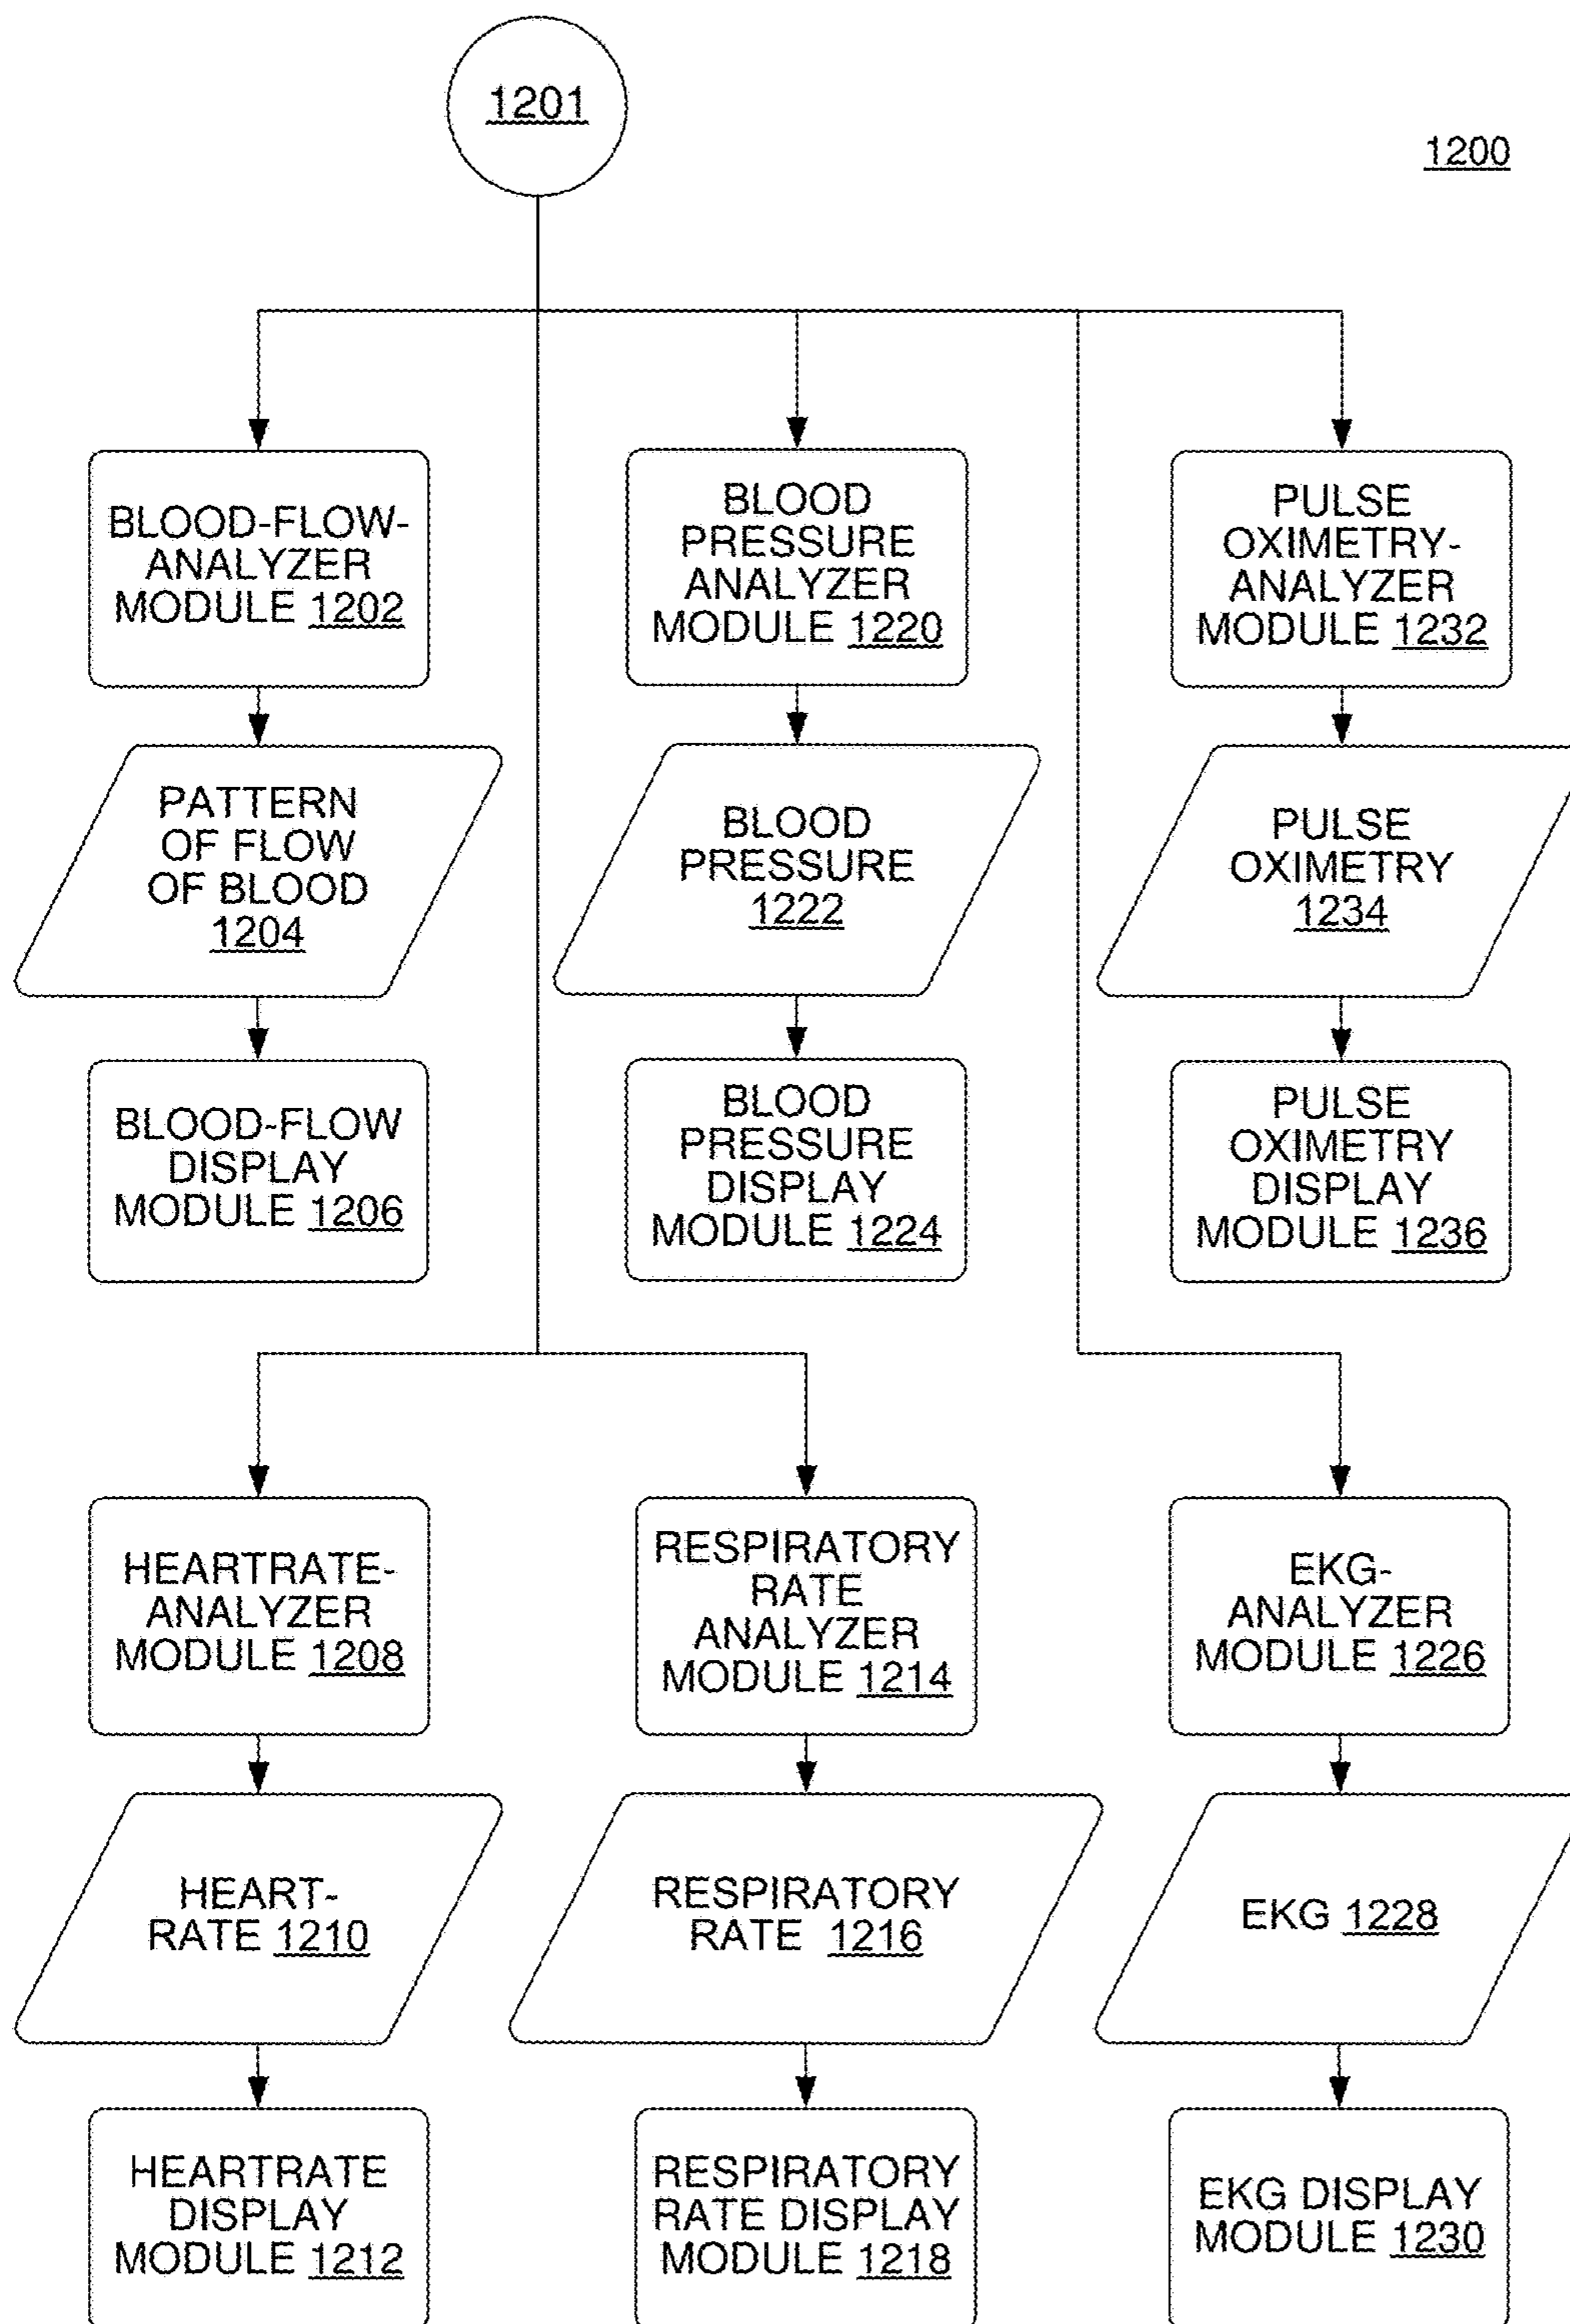 1201
1200
BLOOD-FLOW-
ANALYZER
MODULE 1202
BLOOD
PRESSURE
ANALYZER
MODULE 1220
PULSE
OXIMETRY-
ANALYZER
MODULE 1232
PATTERN
OF FLOW
OF BLOOD
1204
BLOOD
PRESSURE
1222
PULSE
OXIMETRY
1234
BLOOD-FLOW
DISPLAY
MODULE 1206
BLOOD
PRESSURE
DISPLAY
MODULE 1224
PULSE
OXIMETRY
DISPLAY
MODULE 1236
HEARTRATE-
ANALYZER
MODULE 1208
RESPIRATORY
RATE
ANALYZER
MODULE 1214
EKG-
ANALYZER
MODULE 1226
HEART-
RATE 1210
RESPIRATORY
RATE 1216
EKG 1228
HEARTRATE
DISPLAY
MODULE 1212
RESPIRATORY
RATE DISPLAY
MODULE 1218
EKG DISPLAY
MODULE 1230